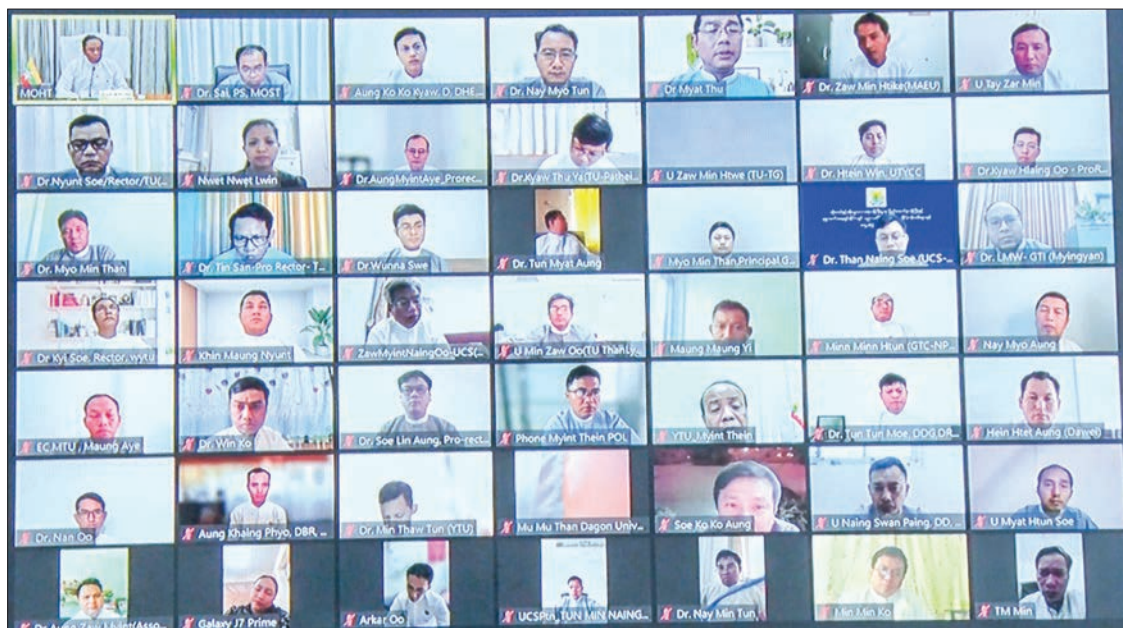 MOHT
Dr. Sai, PS, MOST
Aung Ko Ko Kyaw, D, DHE...
Dr. Nay Myo Tun
Dr Myat Thu
Dr. Zaw Min Htike(MAEU)
U Tay Zar Min
Dr.Nyunt Soe/Rector/TU(...
Nwet Nwet Lwin
Dr.AungMyintAye_Prorec...
Dr.Kyaw Thu Ya(TU-Pathei...
U Zaw Min Htwe (TU-TG)
Dr. Htein Win, UTYCC
Dr.Kyaw Hlaing Oo - ProR...
Dr. Myo Min Than
Dr. Tin San-Pro Rector- T...
Dr.Wunna Swe
Dr. Tun Myat Aung
Myo Min Than,Principal,G...
Dr. Than Naing Soe,(UCS-...
Dr. LMW- GTI (Myingyan)
Dr Kyi Soe, Rector, wytu
Khin Maung Nyunt
ZawMyintNaingOo-UCS(...
U Min Zaw Oo(TU ThanLy...
Maung Maung Yi
Minn Minn Htun (GTC-NP...
Nay Myo Aung
EC MTU , Maung Aye
Dr. Win Ko
Dr. Soe Lin Aung, Pro-rect...
Phone Myint Thein POL
YTU_Myint Thein
Dr. Tun Tun Moe, DDG DR...
Hein Htet Aung (Dawei)
Dr. Nan Oo
Aung Khaing Phyo, DBR, ...
Dr. Min Thaw Tun (YTU)
Mu Mu Than Dagon Univ...
Soe Ko Ko Aung
U Naing Swan Paing, DD, ...
U Myat Htun Soe
Dr.Aung Zaw Myint(Asso...
Galaxy J7 Prime
Arkar Oo
UCSPtn_TUN MIN NAING...
Dr. Nay Min Tun,
Min Min Ko
TM Min